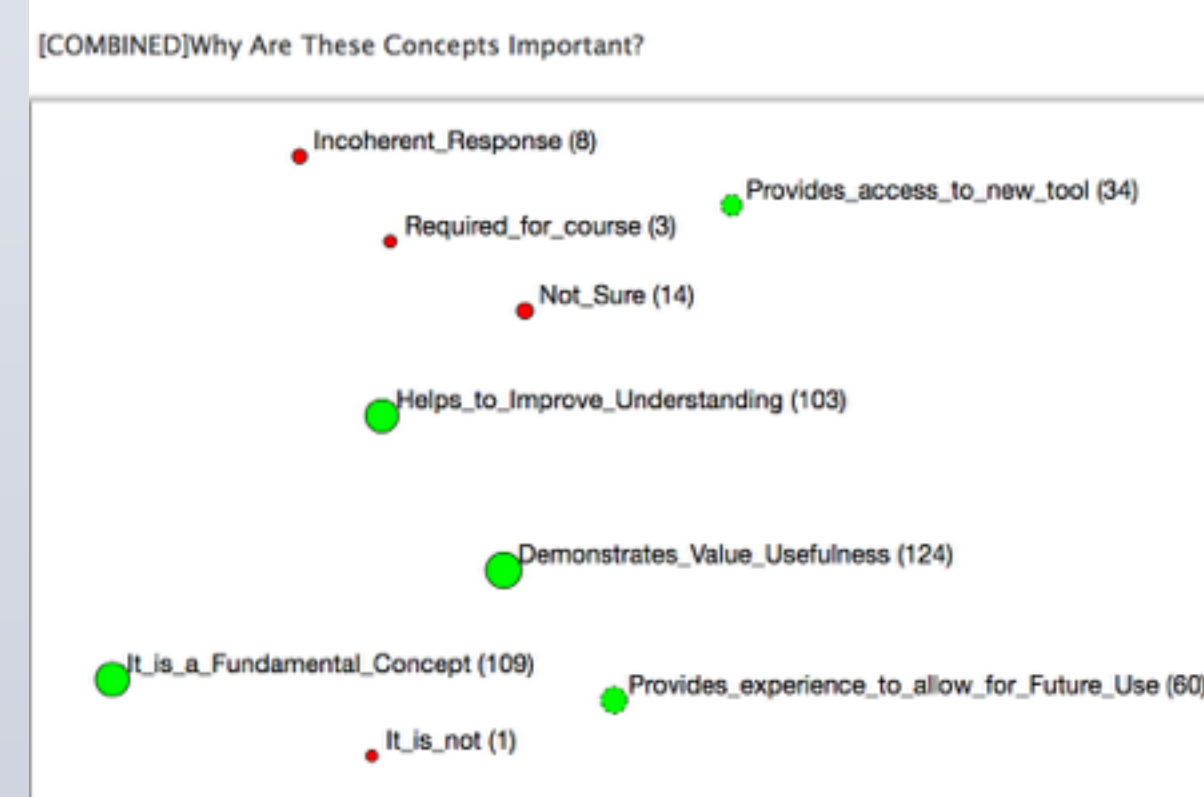 [COMBINED]Why Are These Concepts Important?
Incoherent_Response (8)
Provides_access_to_new_tool (34)
Required_for_course (3)
Not_Sure (14)
Helps_to_Improve_Understanding (103)
Demonstrates_Value_Usefulness (124)
It_is_a_Fundamental_Concept (109)
Provides_experience_to_allow_for_Future_Use (60)
It_is_not (1)